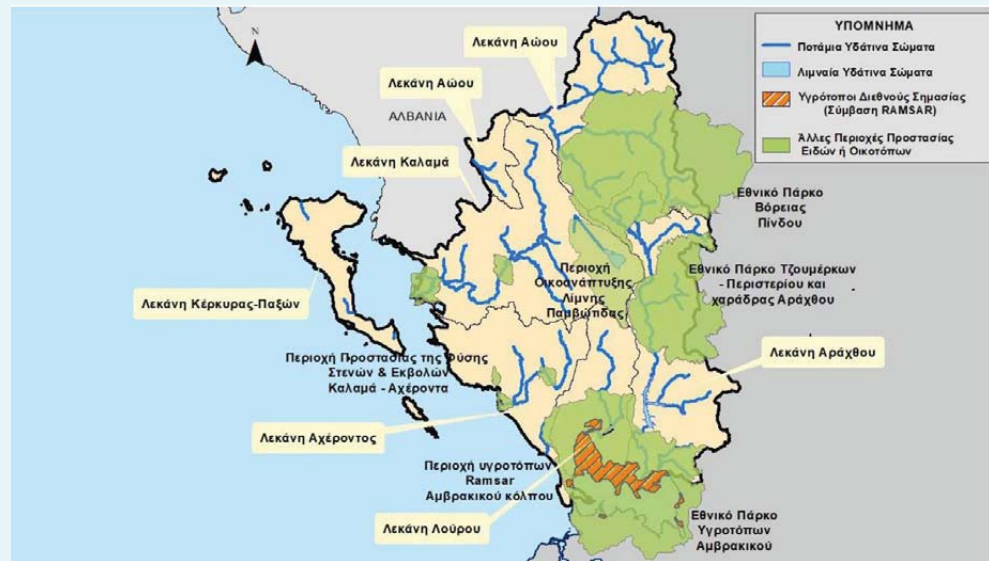 ΥΠΟΜΝΗΜΑ
Ποτάμια Υδάτινα Σώματα
Λιμναία Υδάτινα Σώματα
Υγρότοποι Διεθνούς Σημασίας
(Σύμβαση RAMSAR)
Άλλες Περιοχές Προστασίας
Ειδών ή Οικοτόπων
N
Λεκάνη Αώου
Λεκάνη Αώου
ΑΛΒΑΝΙΑ
Λεκάνη Καλαμά
Εθνικό Πάρκο
Βόρειας
Πίνδου
Περιοχή
Οικοανάπτυξης
Λίμνης
Παμβώτιδας
Εθνικό Πάρκο Τζουμέρκων
- Περιστερίου και
χαράδρας Αράχθου
Λεκάνη Κέρκυρας-Παξών
Λεκάνη Αράχθου
Περιοχή Προστασίας της Φύσης
Στενών & Εκβολών
Καλαμά - Αχέροντα
Λεκάνη Αχέροντος
Περιοχή υγροτόπων
Ramsar
Αμβρακικού κόλπου
Λεκάνη Λούρου
Εθνικό Πάρκο
Υγροτόπων
Αμβρακικού